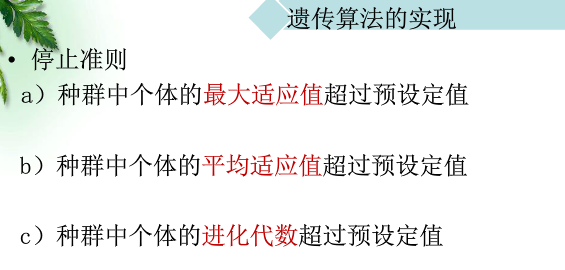 遗传算法的实现
• 停止准则
a）种群中个体的最大适应值超过预设定值
b）种群中个体的平均适应值超过预设定值
c）种群中个体的进化代数超过预设定值